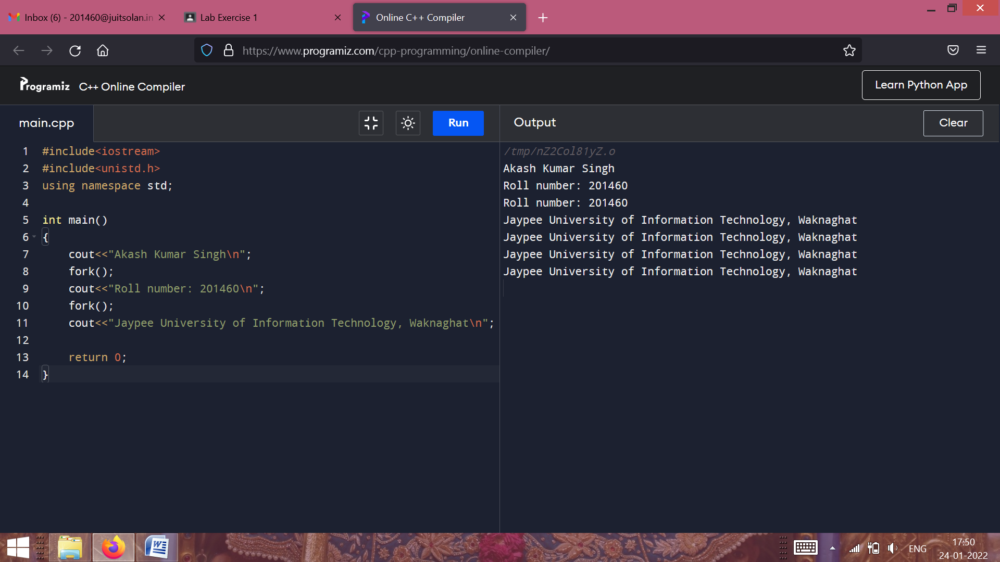 Inbox (6) - 201460@juitsolan.in
Lab Exercise 1
Online C++ Compiler
https://www.programiz.com/cpp-programming/online-compiler/
Programiz C++ Online Compiler
Learn Python App
main.cpp
Run
Output
Clear
1 #include<iostream>
2 #include<unistd.h>
3 using namespace std;
4
5 int main()
6 {
7 cout<<"Akash Kumar Singh\n";
8 fork();
9 cout<<"Roll number: 201460\n";
10 fork();
11 cout<<"Jaypee University of Information Technology, Waknaghat\n";
12
13 return 0;
14 }
/tmp/nZ2Col81yZ.o
Akash Kumar Singh
Roll number: 201460
Roll number: 201460
Jaypee University of Information Technology, Waknaghat
Jaypee University of Information Technology, Waknaghat
Jaypee University of Information Technology, Waknaghat
Jaypee University of Information Technology, Waknaghat
W
ENG
17:50
24-01-2022